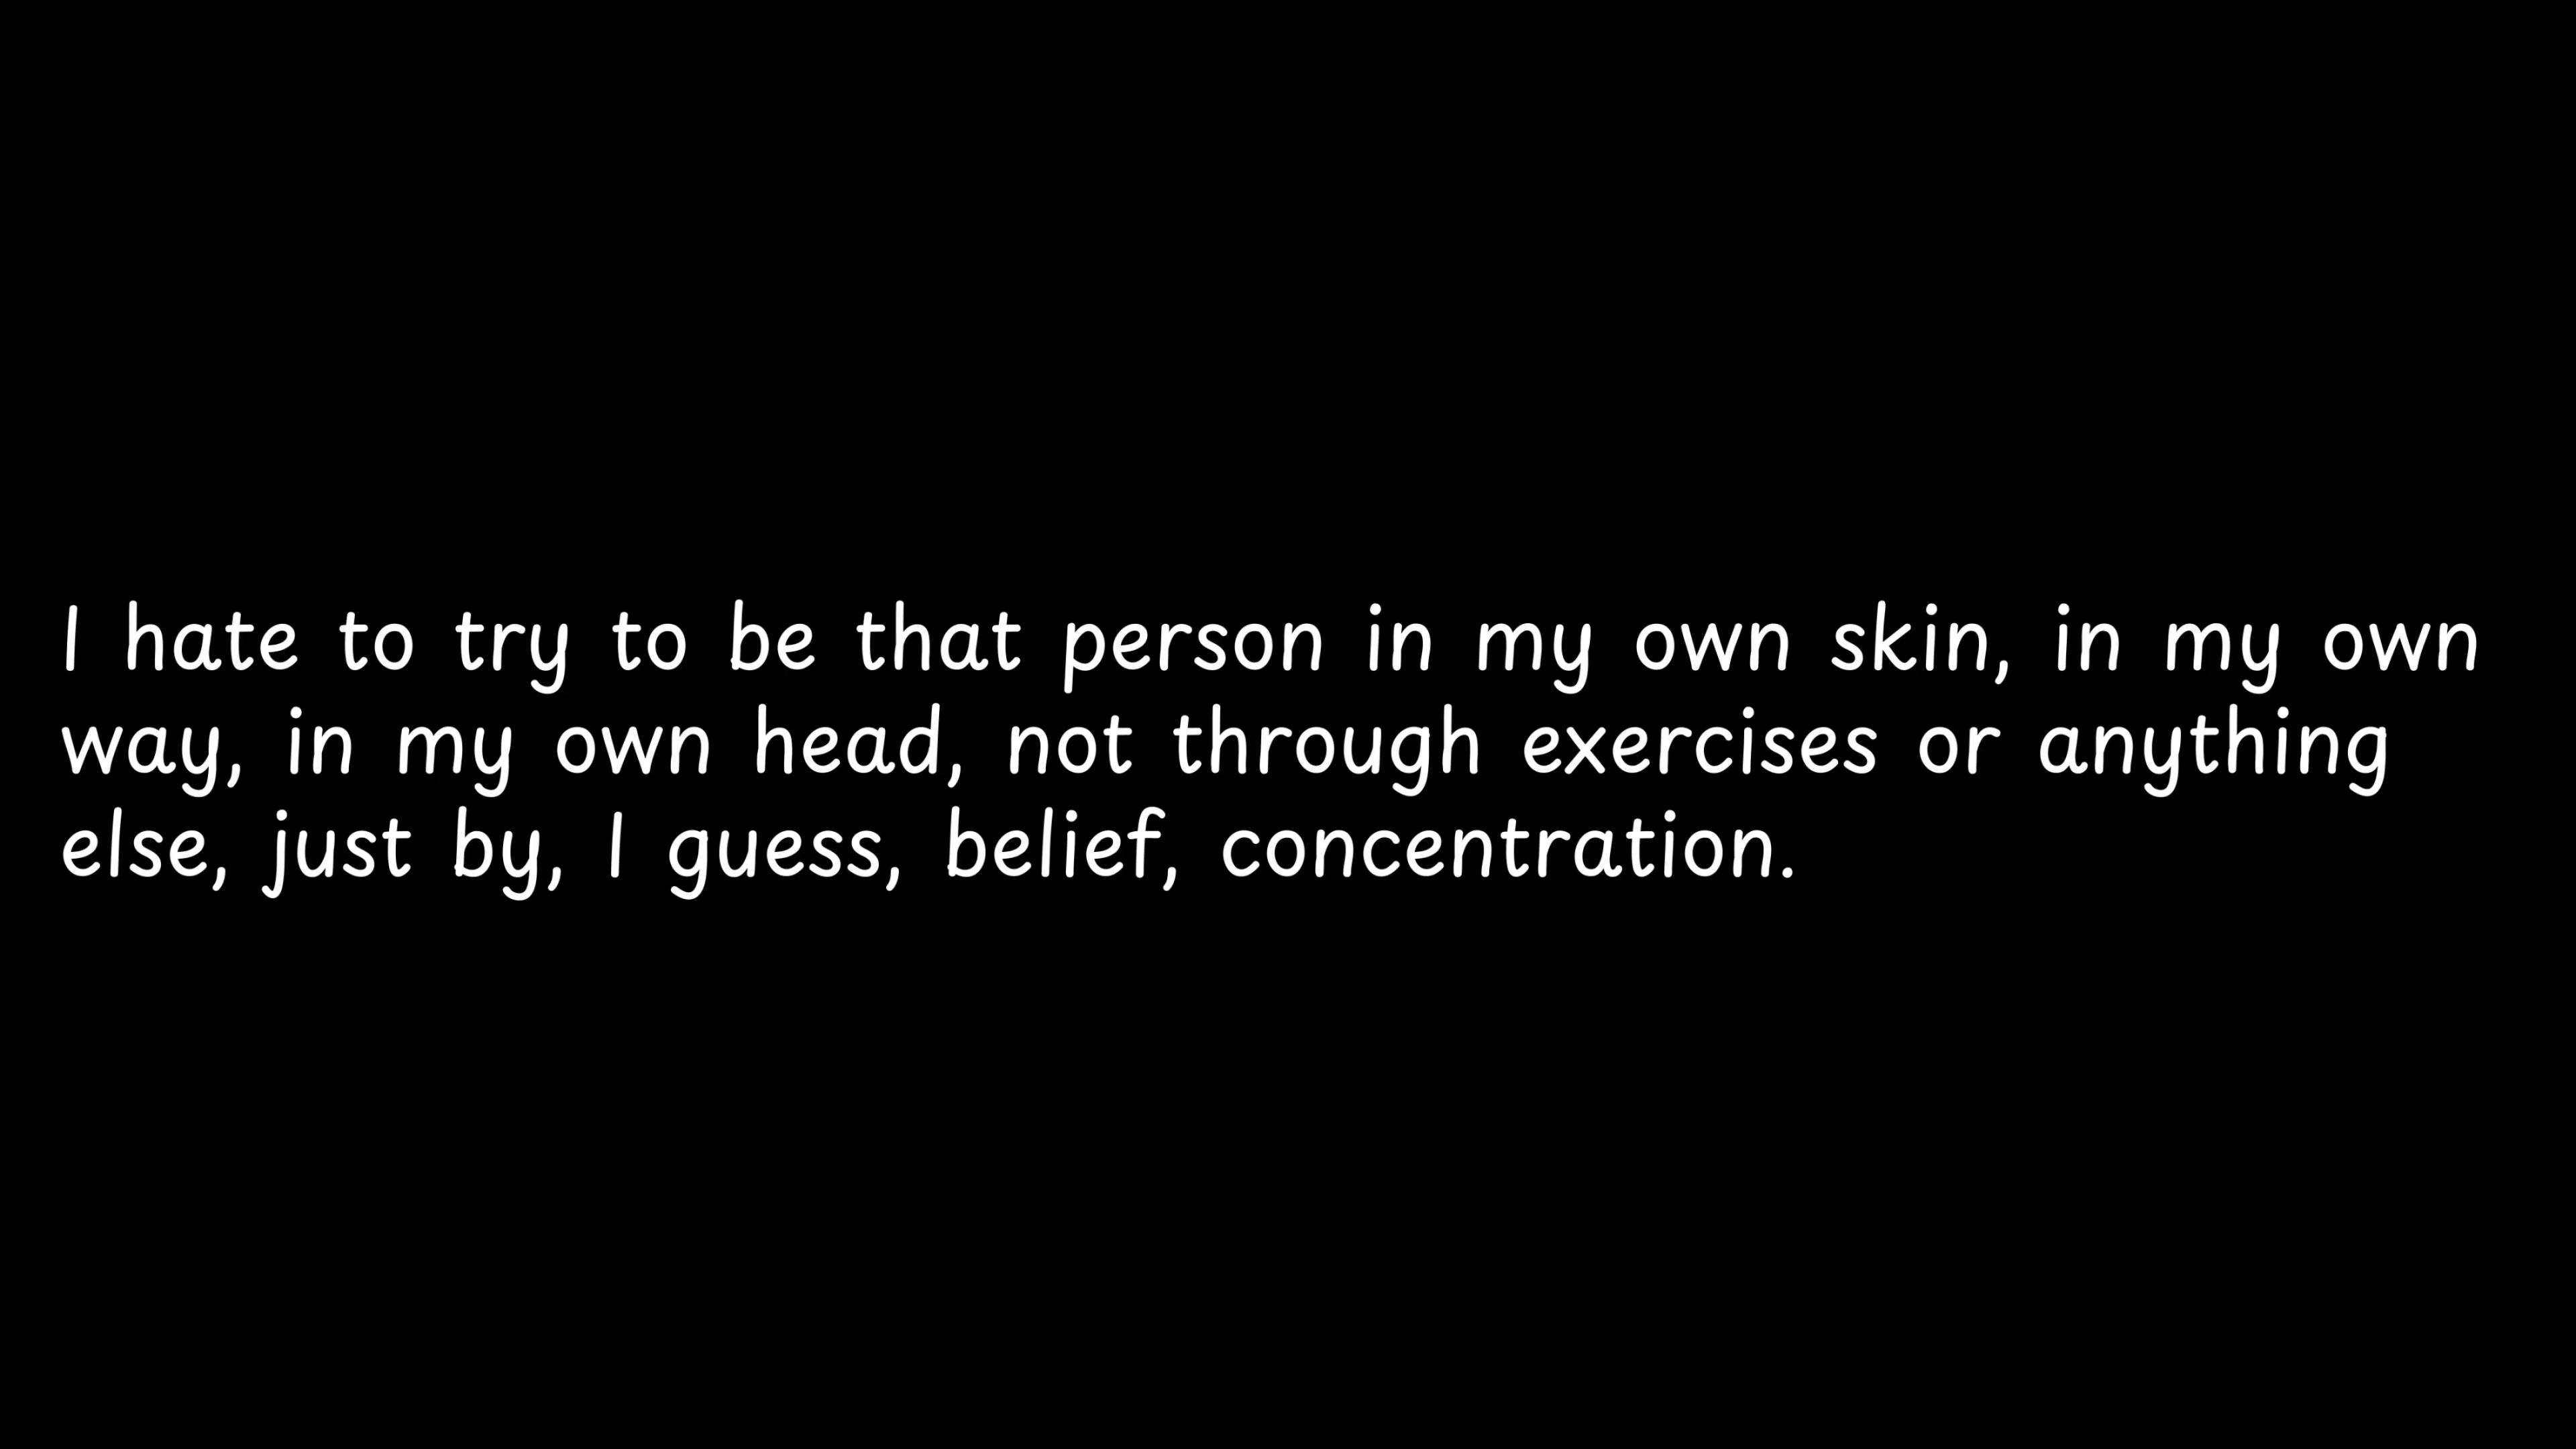 I hate to try to be that person in my own skin, in my own
way, in my own head, not through exercises or anything
else, just by, I guess, belief, concentration.